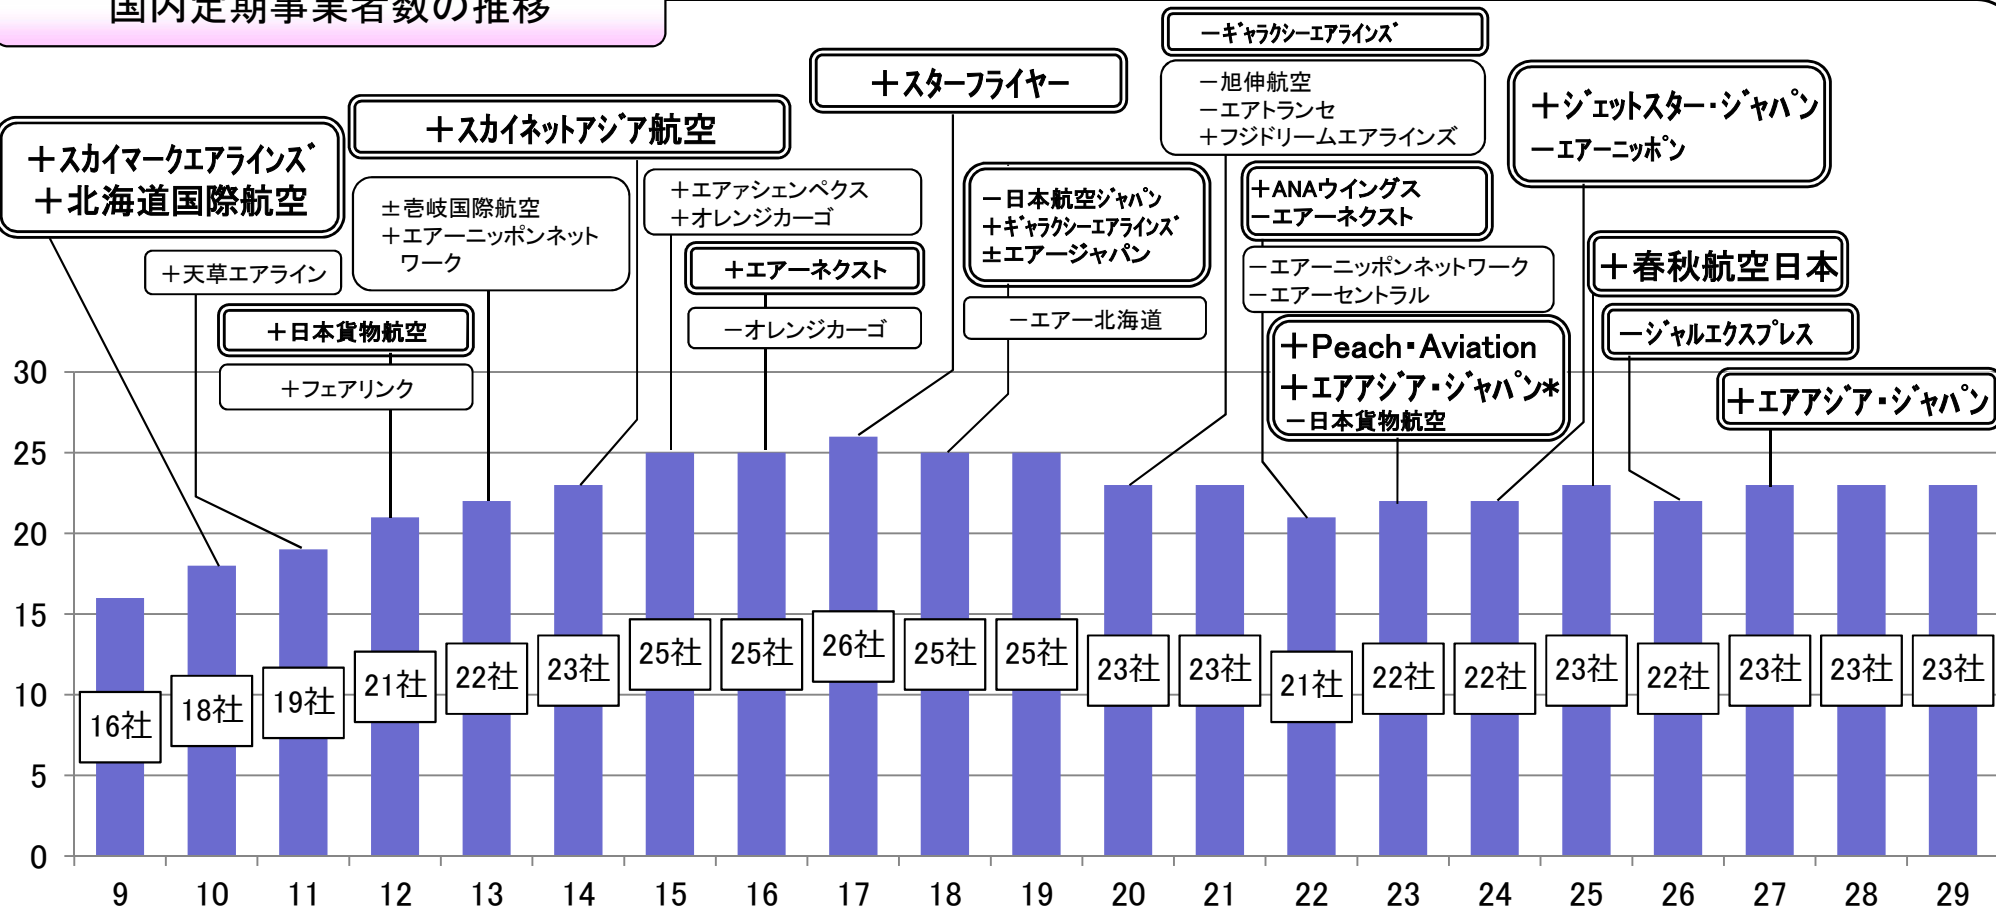 国内定期事業者数の推移
－ギャラクシーエアラインズ
－旭伸航空
－エアトランセ
＋フジドリームエアラインズ
＋スターフライヤー
＋ジェットスター・ジャパン
－エアーニッポン
＋スカイネットアジア航空
＋スカイマークエアラインズ
＋北海道国際航空
±壱岐国際航空
＋エアーニッポンネット
ワーク
＋エアァシェンペクス
＋オレンジカーゴ
－日本航空ジャパン
＋ギャラクシーエアラインズ
±エアージャパン
＋ANAウイングス
－エアーネクスト
＋天草エアライン
＋エアーネクスト
－エアーニッポンネットワーク
－エアーセントラル
＋春秋航空日本
＋日本貨物航空
－オレンジカーゴ
－エアー北海道
＋Peach・Aviation
＋エアアジア・ジャパン*
－日本貨物航空
－ジャルエクスプレス
＋フェアリンク
＋エアアジア・ジャパン
30
25
20
15
10
5
0
16社
18社
19社
21社
22社
23社
25社
25社
26社
25社
25社
23社
23社
21社
22社
22社
23社
22社
23社
23社
23社
9 10 11 12 13 14 15 16 17 18 19 20 21 22 23 24 25 26 27 28 29